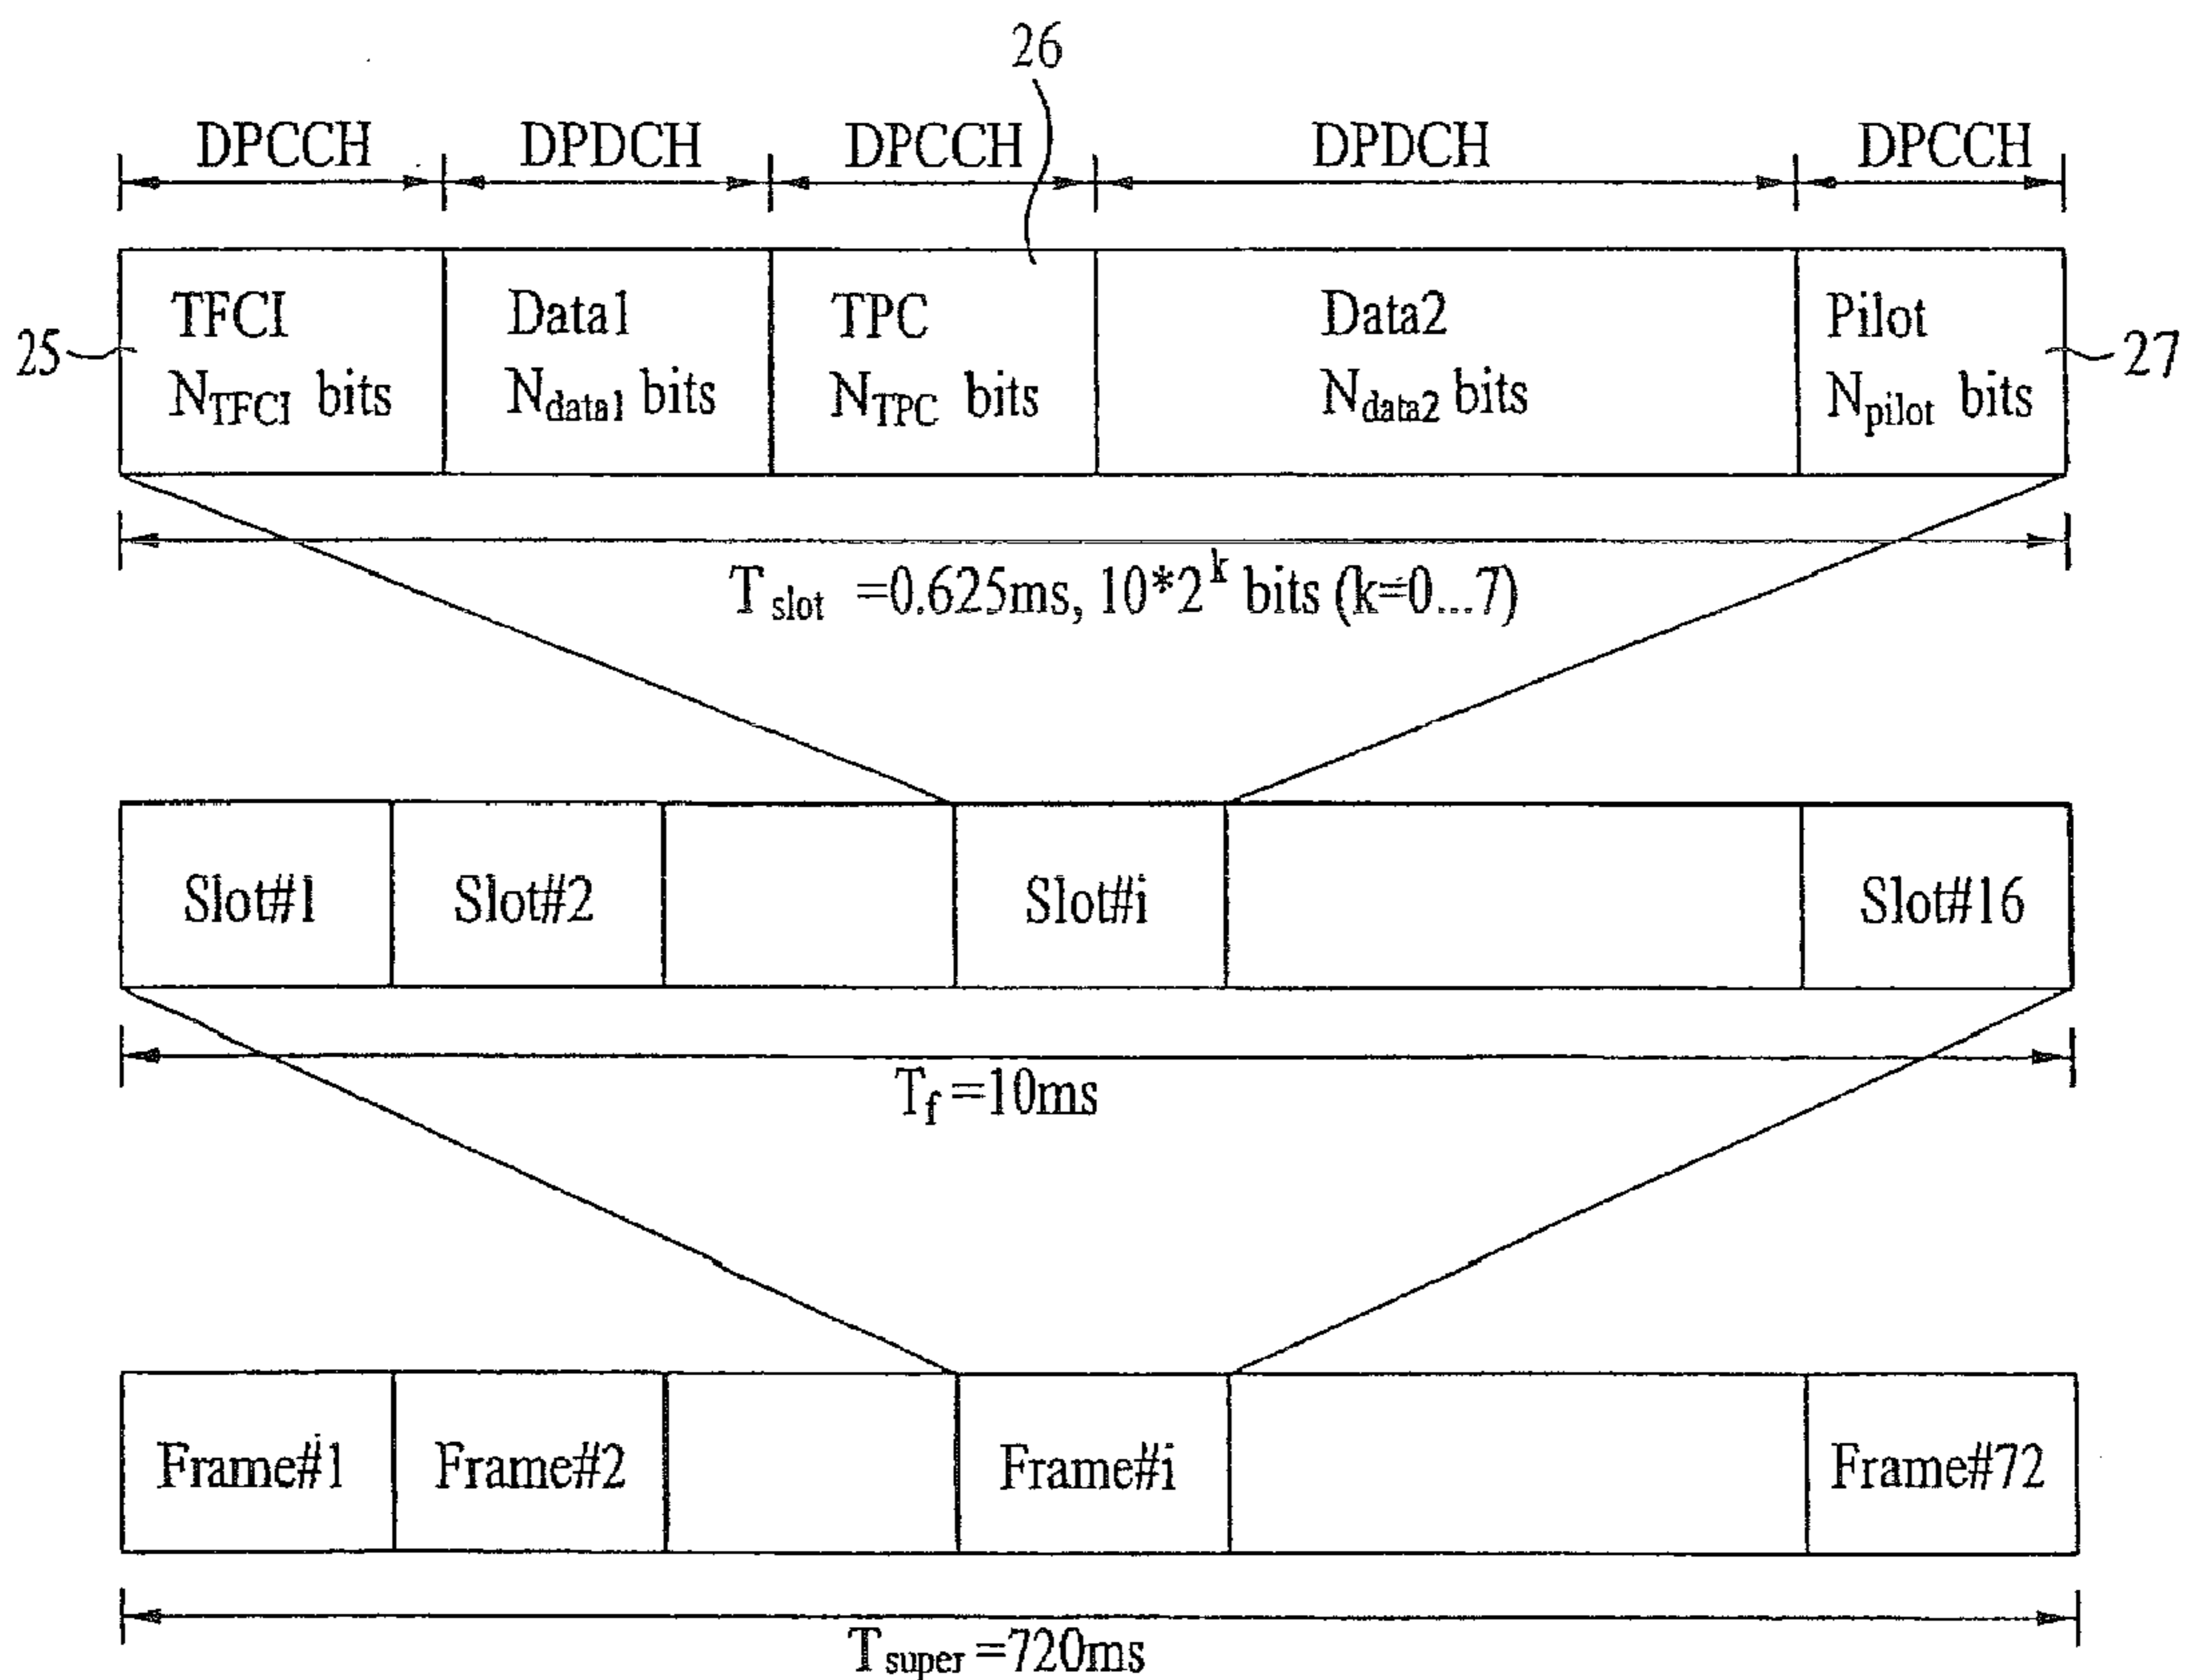 26
DPCCH DPDCH DPCCH DPDCH DPCCH
TFCI Data1 TPC Data2 Pilot
25 27
N_TFCI bits N_data1 bits N_TPC bits N_data2 bits N_pilot bits
T_slot =0.625ms, 10*2^k bits (k=0...7)
Slot#1 Slot#2 Slot#i Slot#16
T_f =10ms
Frame#1 Frame#2 Frame#i Frame#72
T_super =720ms